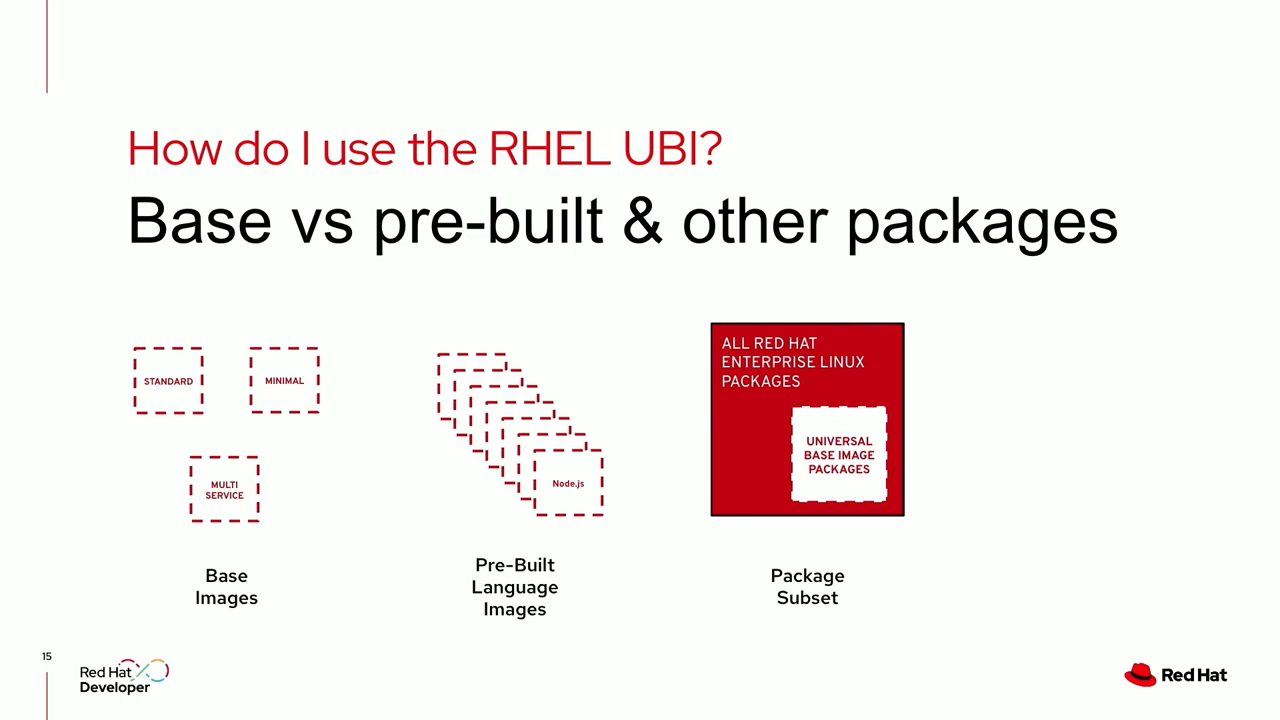 How do I use the RHEL UBI?
Base vs pre-built & other packages
STANDARD
MINIMAL
MULTI
SERVICE
Base
Images
Node.js
Pre-Built
Language
Images
ALL RED HAT
ENTERPRISE LINUX
PACKAGES
UNIVERSAL
BASE IMAGE
PACKAGES
Package
Subset
15
Red Hat
Developer
Red Hat